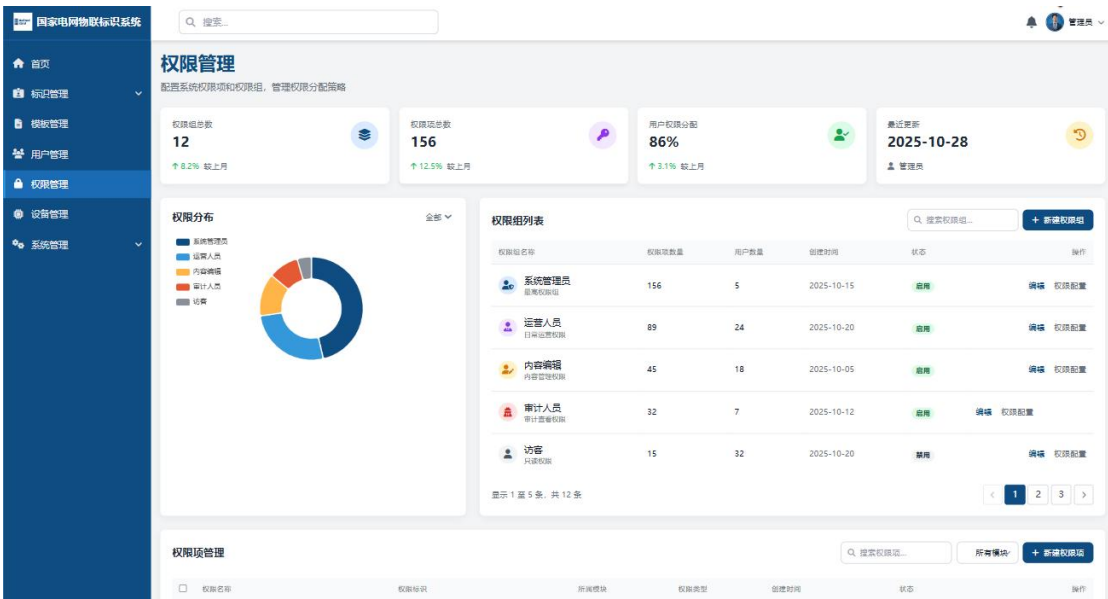 国家电网物联标识系统
搜索...
管理员
首页
标识管理
模板管理
用户管理
权限管理
设备管理
系统管理
权限管理
配置系统权限项和权限组，管理权限分配策略
权限组总数
12
8.2% 较上月
权限项总数
156
12.5% 较上月
用户权限分配
86%
3.1% 较上月
最近更新
2025-10-28
管理员
权限分布
全部
系统管理员
运营人员
内容编辑
审计人员
访客
权限组列表
搜索权限组...
+ 新建权限组
权限组名称 权限项数量 用户数量 创建时间 状态 操作
系统管理员
最高权限组
156 5 2025-10-15 启用 编辑 权限配置
运营人员
日常运营权限
89 24 2025-10-20 启用 编辑 权限配置
内容编辑
内容管理权限
45 18 2025-10-05 启用 编辑 权限配置
审计人员
审计查看权限
32 7 2025-10-12 启用 编辑 权限配置
访客
只读权限
15 32 2025-10-20 禁用 编辑 权限配置
显示 1 至 5 条，共 12 条
< 1 2 3 >
权限项管理
搜索权限项...
所有模块
+ 新建权限项
权限名称 权限标识 所属模块 权限类型 创建时间 状态 操作